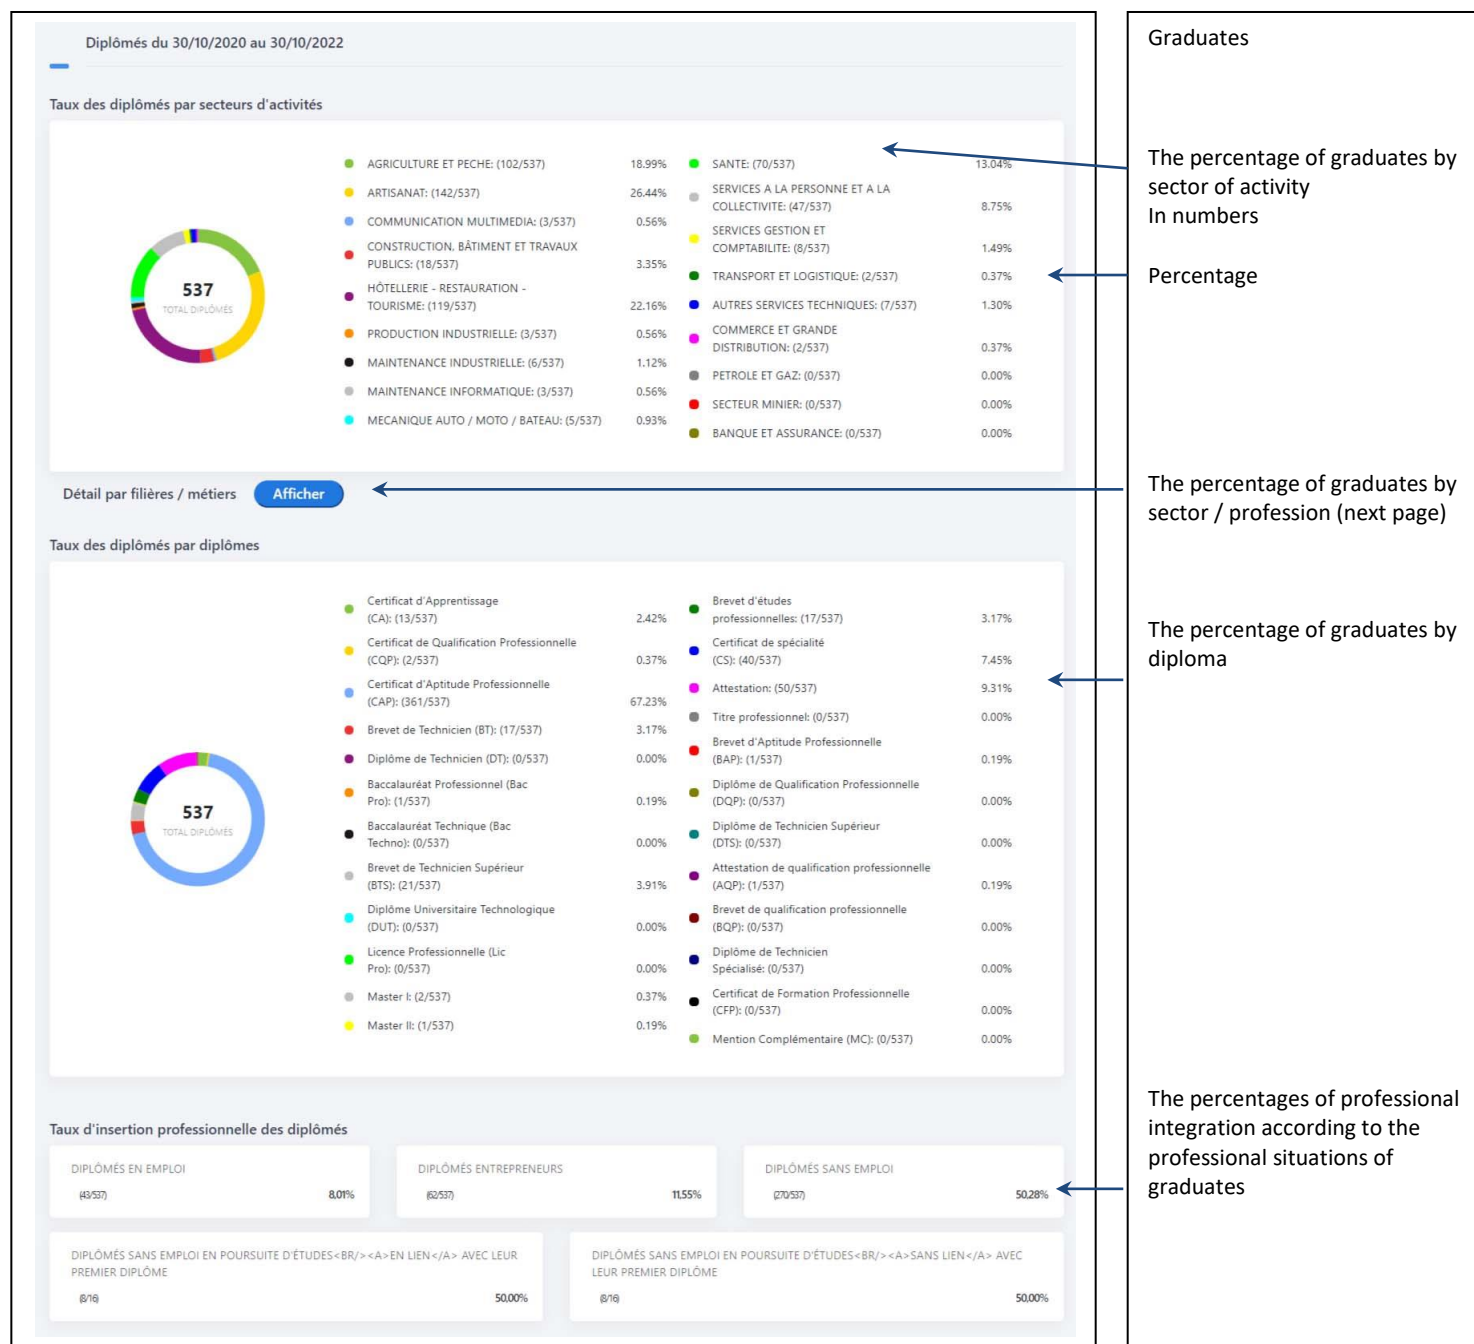 Diplômés du 30/10/2020 au 30/10/2022
Taux des diplômés par secteurs d'activités
537
TOTAL DIPLÔMÉS
AGRICULTURE ET PECHE: (102/537) 18.99%
ARTISANAT: (142/537) 26.44%
COMMUNICATION MULTIMEDIA: (3/537) 0.56%
CONSTRUCTION, BÂTIMENT ET TRAVAUX
PUBLICS: (18/537) 3.35%
HÔTELLERIE - RESTAURATION -
TOURISME: (119/537) 22.16%
PRODUCTION INDUSTRIELLE: (3/537) 0.56%
MAINTENANCE INDUSTRIELLE: (6/537) 1.12%
MAINTENANCE INFORMATIQUE: (3/537) 0.56%
MECANIQUE AUTO / MOTO / BATEAU: (5/537) 0.93%
SANTE: (70/537) 13.04%
SERVICES A LA PERSONNE ET A LA
COLLECTIVITE: (47/537) 8.75%
SERVICES GESTION ET
COMPTABILITE: (8/537) 1.49%
TRANSPORT ET LOGISTIQUE: (2/537) 0.37%
AUTRES SERVICES TECHNIQUES: (7/537) 1.30%
COMMERCE ET GRANDE
DISTRIBUTION: (2/537) 0.37%
PETROLE ET GAZ: (0/537) 0.00%
SECTEUR MINIER: (0/537) 0.00%
BANQUE ET ASSURANCE: (0/537) 0.00%
Détail par filières / métiers Afficher
Taux des diplômés par diplômes
537
TOTAL DIPLÔMÉS
Certificat d'Apprentissage
(CA): (13/537) 2.42%
Certificat de Qualification Professionnelle
(CQP): (2/537) 0.37%
Certificat d'Aptitude Professionnelle
(CAP): (361/537) 67.23%
Brevet de Technicien (BT): (17/537) 3.17%
Diplôme de Technicien (DT): (0/537) 0.00%
Baccalauréat Professionnel (Bac
Pro): (1/537) 0.19%
Baccalauréat Technique (Bac
Techno): (0/537) 0.00%
Brevet de Technicien Supérieur
(BTS): (21/537) 3.91%
Diplôme Universitaire Technologique
(DUT): (0/537) 0.00%
Licence Professionnelle (Lic
Pro): (0/537) 0.00%
Master I: (2/537) 0.37%
Master II: (1/537) 0.19%
Brevet d'études
professionnelles: (17/537) 3.17%
Certificat de spécialité
(CS): (40/537) 7.45%
Attestation: (50/537) 9.31%
Titre professionnel: (0/537) 0.00%
Brevet d'Aptitude Professionnelle
(BAP): (1/537) 0.19%
Diplôme de Qualification Professionnelle
(DQP): (0/537) 0.00%
Diplôme de Technicien Supérieur
(DTS): (0/537) 0.00%
Attestation de qualification professionnelle
(AQP): (1/537) 0.19%
Brevet de qualification professionnelle
(BQP): (0/537) 0.00%
Diplôme de Technicien
Spécialisé: (0/537) 0.00%
Certificat de Formation Professionnelle
(CFP): (0/537) 0.00%
Mention Complémentaire (MC): (0/537) 0.00%
Taux d'insertion professionnelle des diplômés
DIPLÔMÉS EN EMPLOI
(43/537) 8,01%
DIPLÔMÉS ENTREPRENEURS
(62/537) 11,55%
DIPLÔMÉS SANS EMPLOI
(270/537) 50,28%
DIPLÔMÉS SANS EMPLOI EN POURSUITE D'ÉTUDES<BR/><A>EN LIEN</A> AVEC LEUR
PREMIER DIPLÔME
(8/16) 50,00%
DIPLÔMÉS SANS EMPLOI EN POURSUITE D'ÉTUDES<BR/><A>SANS LIEN</A> AVEC
LEUR PREMIER DIPLÔME
(8/16) 50,00%
Graduates
The percentage of graduates by
sector of activity
In numbers
Percentage
The percentage of graduates by
sector / profession (next page)
The percentage of graduates by
diploma
The percentages of professional
integration according to the
professional situations of
graduates